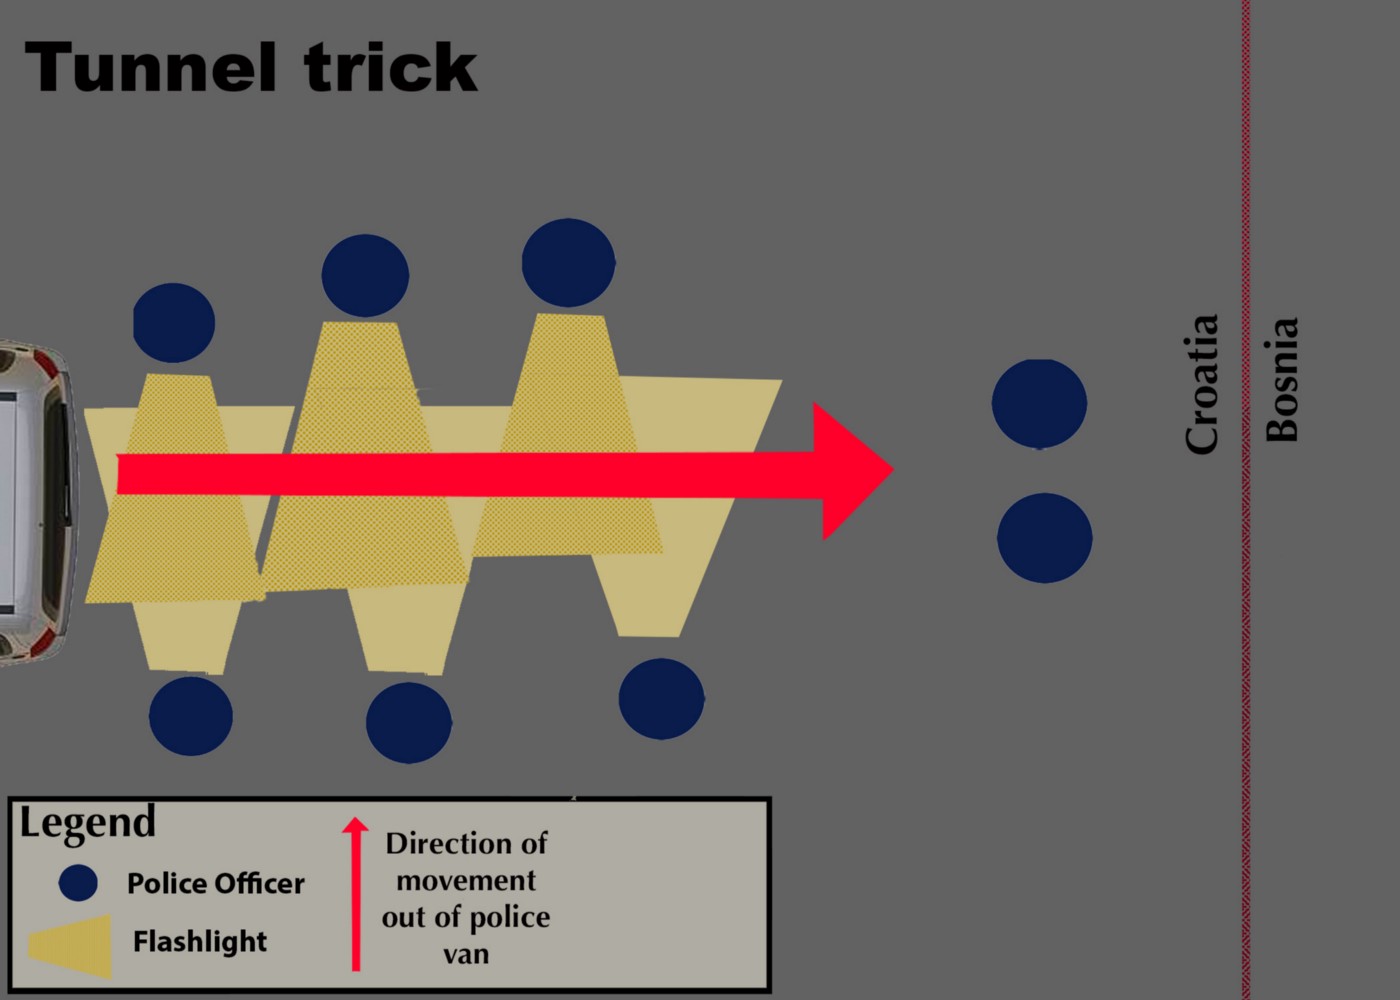 Tunnel trick
Croatia
Bosnia
Legend
Police Officer
Flashlight
Direction of
movement
out of police
van